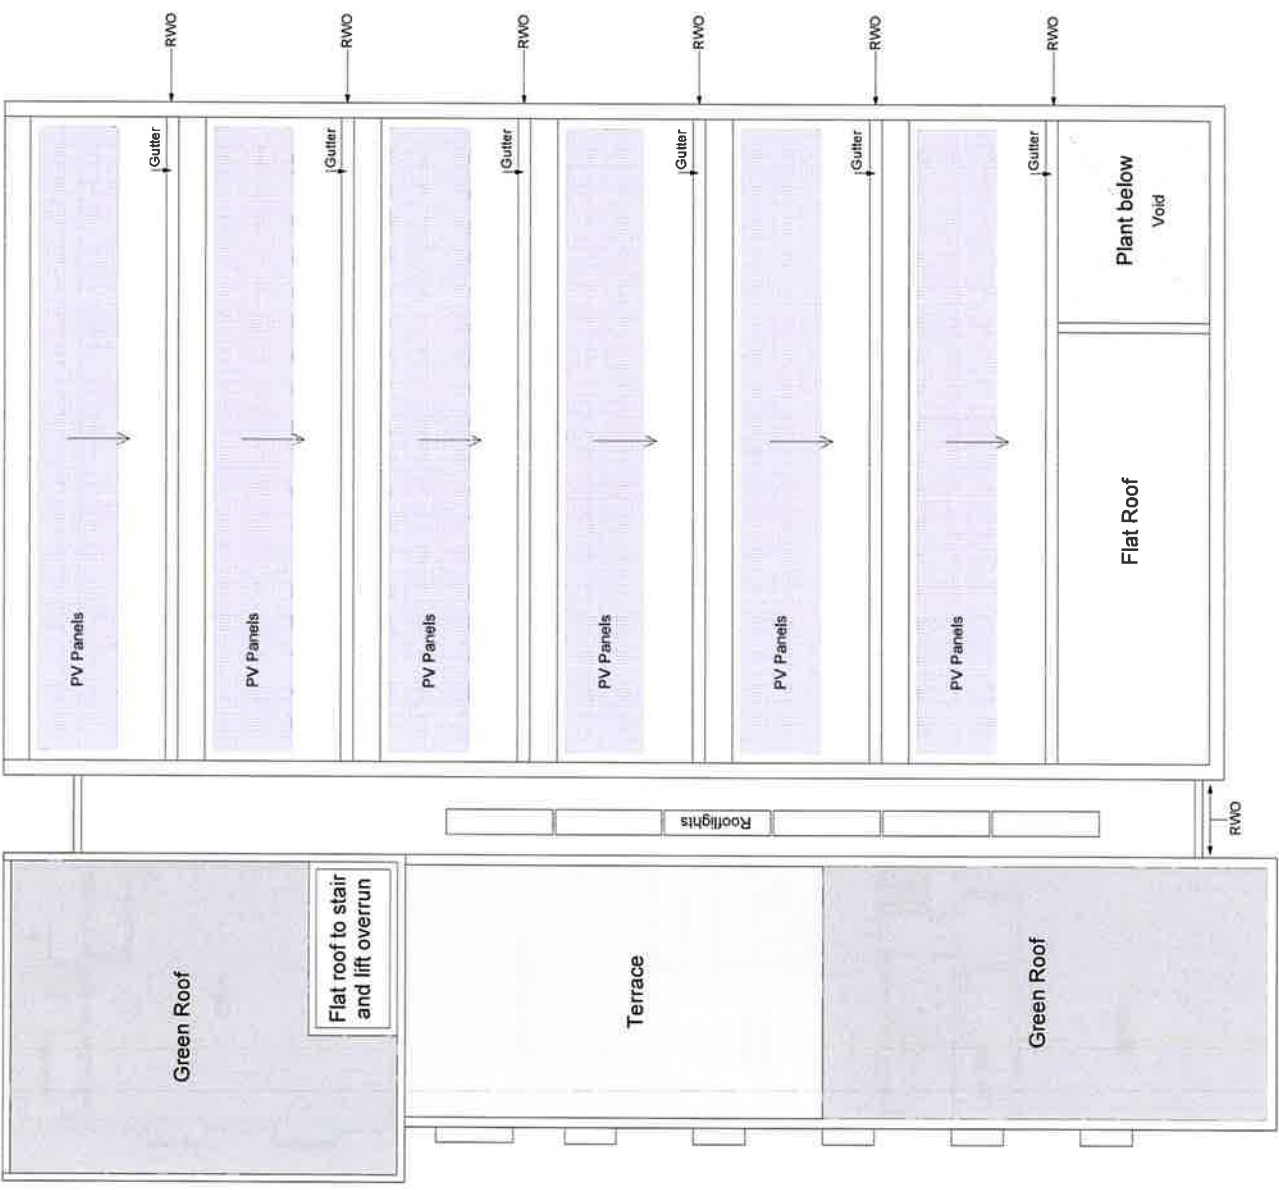 RWO
RWO
RWO
RWO
RWO
RWO
Gutter
Gutter
Gutter
Gutter
Gutter
Gutter
Plant below
Void
Flat Roof
PV Panels
PV Panels
PV Panels
PV Panels
PV Panels
PV Panels
Rooflights
RWO
Green Roof
Flat roof to stair
and lift overrun
Terrace
Green Roof